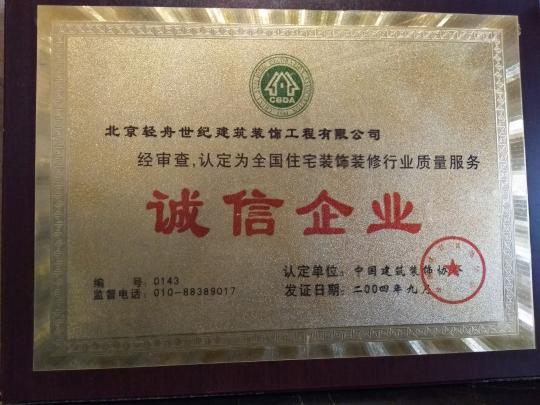 CBDA
北京轻舟世纪建筑装饰工程有限公司
经审查,认定为全国住宅装饰装修行业质量服务
诚信企业
编 号:0143
监督电话:010-88389017
认定单位:中国建筑装饰协会
发证日期:二00四年九月